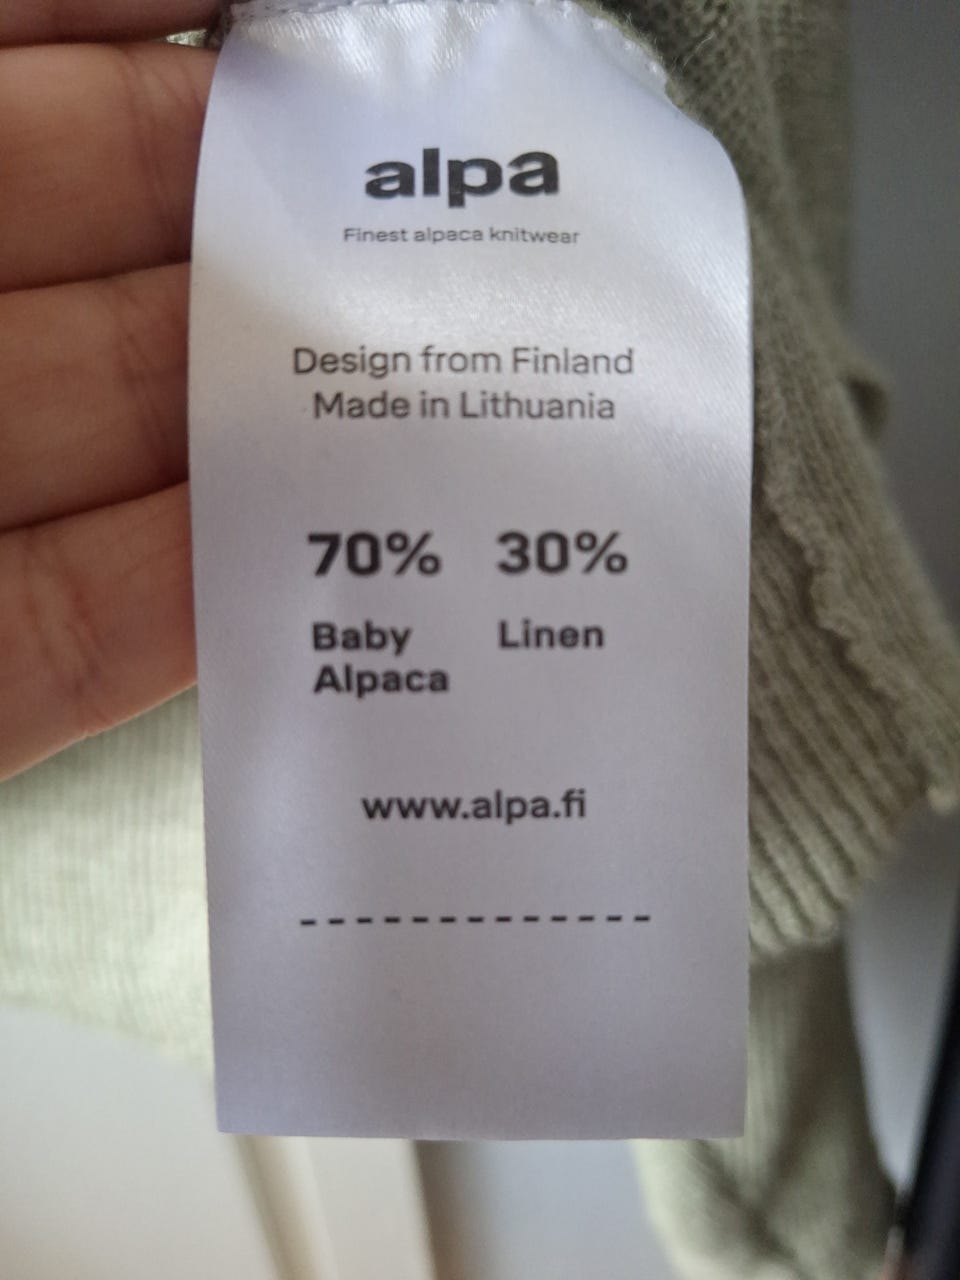 alpa
Finest alpaca knitwear
Design from Finland
Made in Lithuania
70% 30%
Baby Alpaca Linen
www.alpa.fi